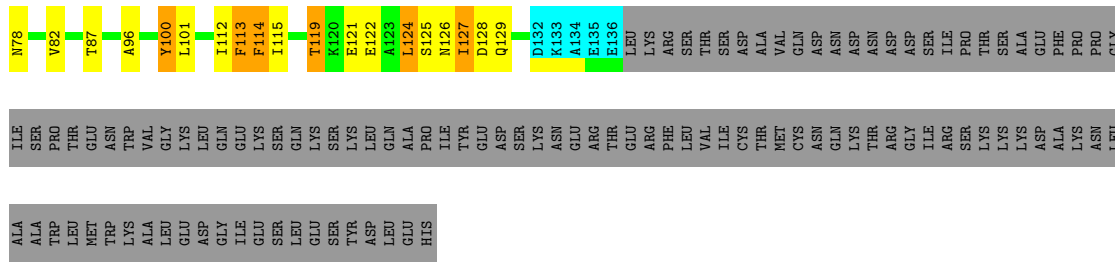 N78 V82 T87 A96 Y100 L101 I112 F113 F114 I115 T119 K120 E121 E122 A123 L124 S125 N126 I127 D128 Q129 D132 K133 A134 E135 E136 LEU LYS ARG SER THR SER ASP ALA VAL GLN ASP ASN ASP ASN ASP ASP SER ILE PRO THR SER ALA GLU PHE PRO PRO GLY
ILE SER PRO THR GLU ASN TRP VAL GLY LYS LEU GLN GLU LYS SER GLN LYS SER LYS LEU GLN ALA PRO ILE TYR GLU ASP SER LYS ASN GLU ARG THR GLU ARG PHE LEU VAL ILE CYS THR MET CYS ASN GLN LYS THR ARG GLY ILE ARG SER LYS LYS LYS ASP ALA LYS ASN LEU
ALA ALA TRP LEU MET TRP LYS ALA LEU GLU ASP GLY ILE GLU SER LEU GLU SER TYR ASP LEU GLU HIS